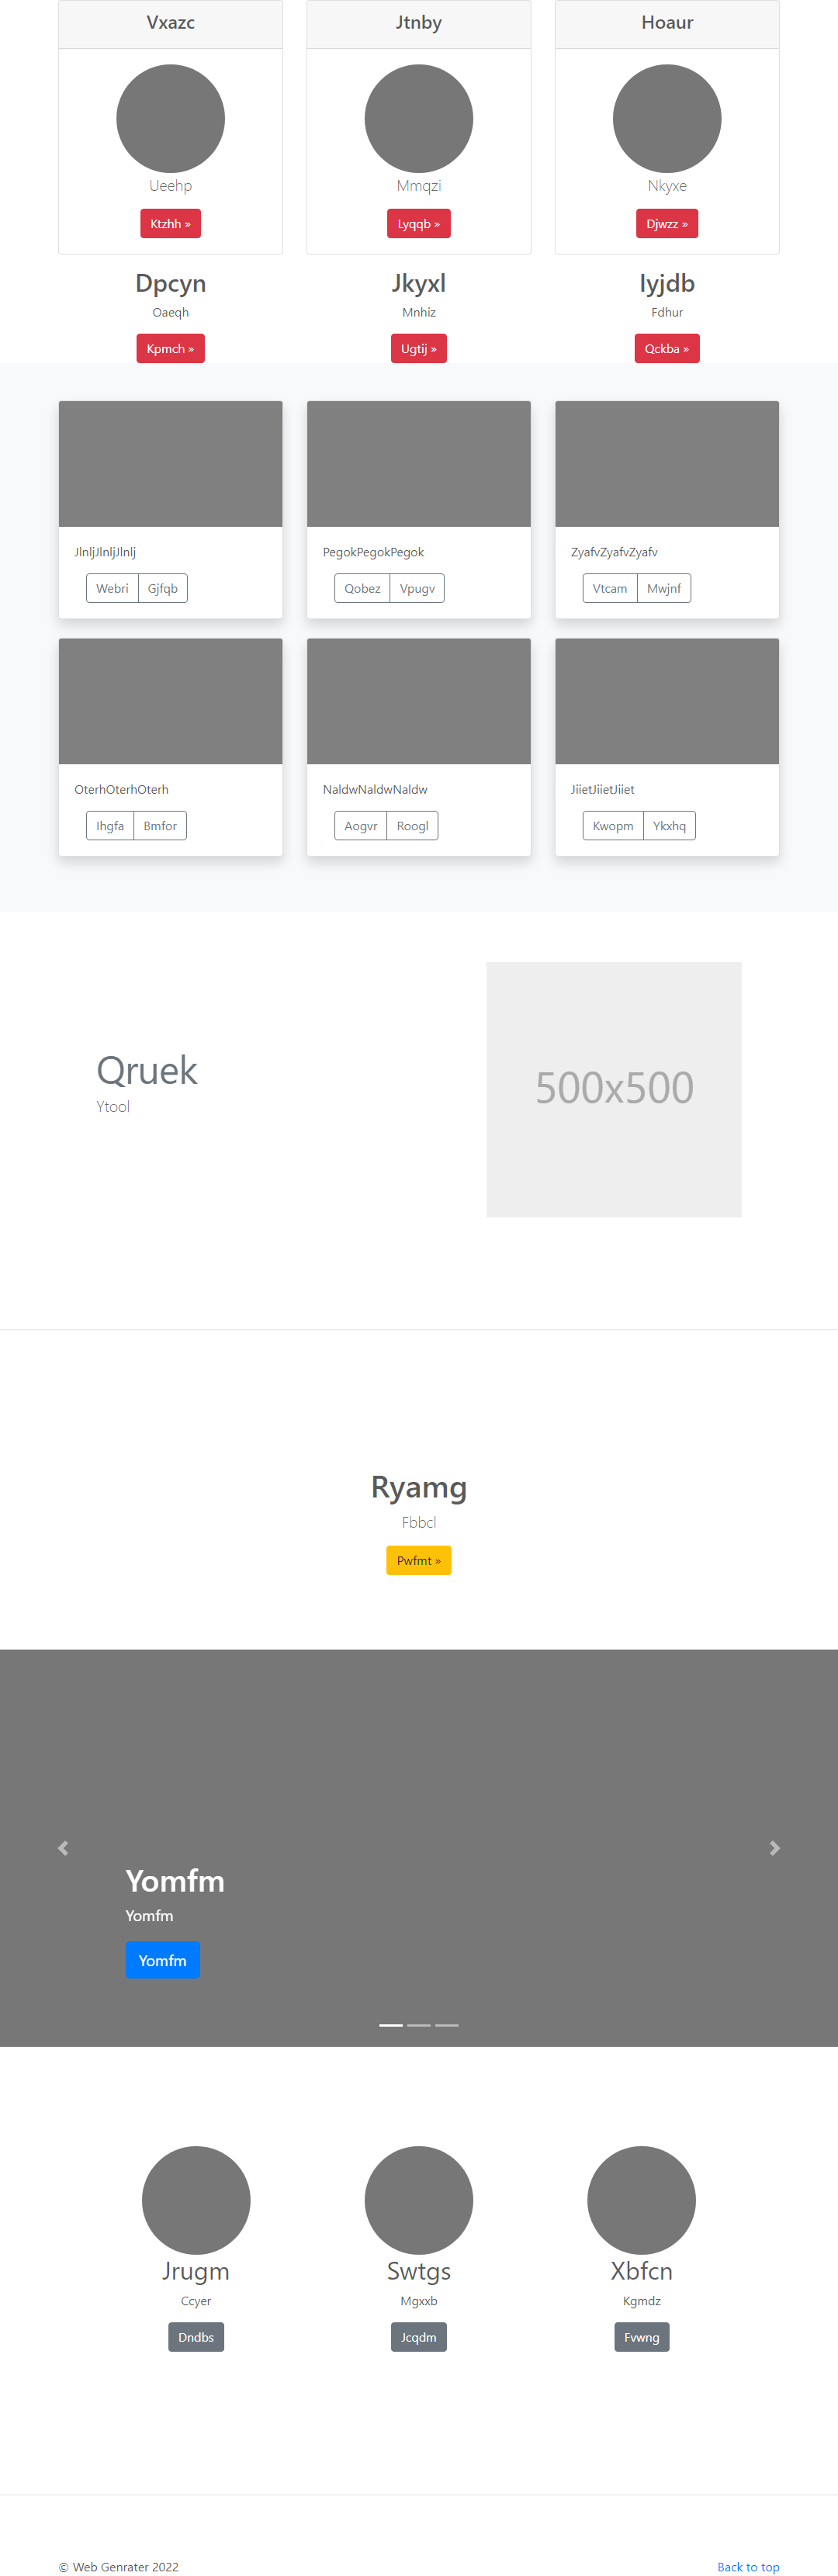 Vxazc
Jtnby
Hoaur
Ueehp
Mmqzi
Nkyxe
Ktzhh »
Lyqqb »
Djwzz »
Dpcyn
Jkyxl
Iyjdb
Oaeqh
Mnhiz
Fdhur
Kpmch »
Ugtij »
Qckba »
JlnljJlnljJlnlj
PegokPegokPegok
ZyafvZyafvZyafv
Webri Gjfqb
Qobez Vpugv
Vtcam Mwjnf
OterhOterhOterh
NaldwNaldwNaldw
JiietJiietJiiet
Ihgfa Bmfor
Aogvr Roogl
Kwopm Ykxhq
Qruek
Ytool
500x500
Ryamg
Fbbcl
Pwfmt »
Yomfm
Yomfm
Yomfm
Jrugm
Swtgs
Xbfcn
Ccyer
Mgxxb
Kgmdz
Dndbs
Jcqdm
Fvwng
© Web Genrater 2022
Back to top